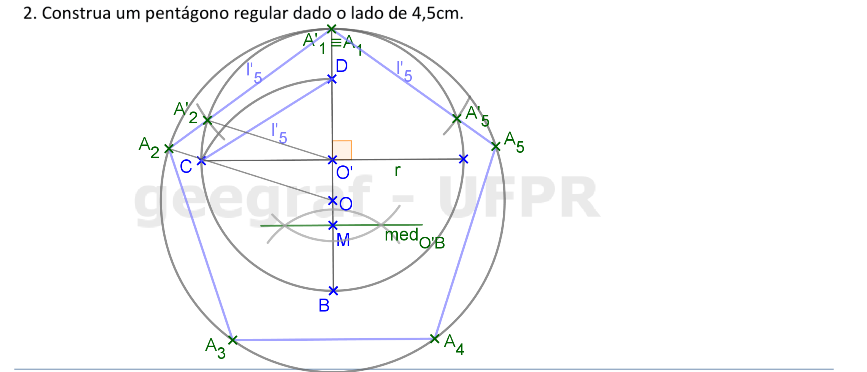 2. Construa um pentágono regular dado o lado de 4,5cm.
A'1≡A1
D
l'5
l'5
A'2
A'5
l'5
A2
A5
C
O'
r
geegraf - UFPR
O
M
medO'B
B
A3
A4